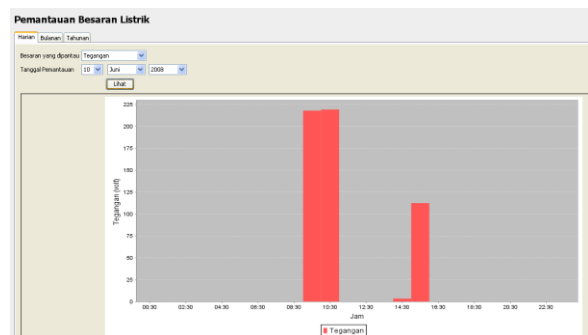 Pemantauan Besaran Listrik
Harian Bulanan Tahunan
Besaran yang dipantau Tegangan
Tanggal Pemantauan 10 Juni 2008
Lihat
225
200
175
150
125
100
75
50
25
0
Tegangan (volt)
00:30 02:30 04:30 06:30 08:30 10:30 12:30 14:30 16:30 18:30 20:30 22:30
Jam
Tegangan